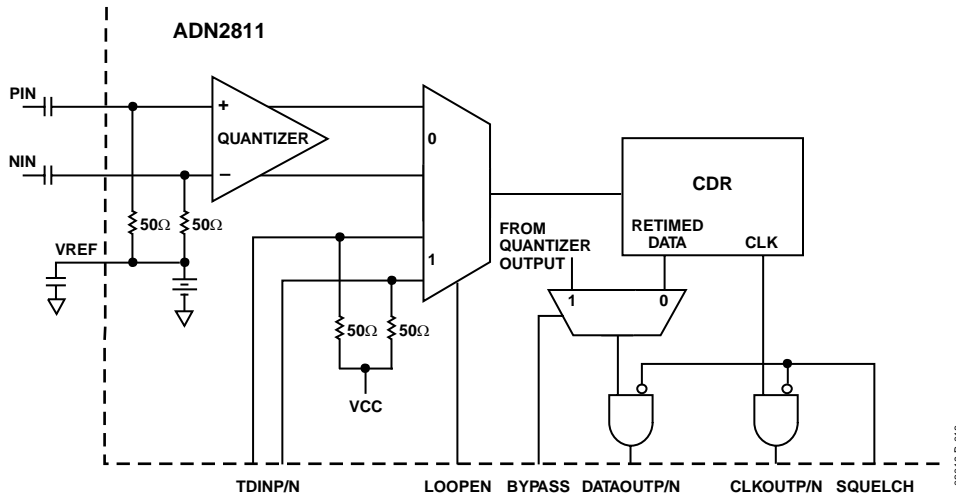 ADN2811
PIN
+
QUANTIZER
NIN
−
0
50Ω
50Ω
VREF
CDR
RETIMED
DATA
CLK
FROM
QUANTIZER
OUTPUT
1
1
0
50Ω
50Ω
VCC
TDINP/N
LOOPEN
BYPASS
DATAOUTP/N
CLKOUTP/N
SQUELCH